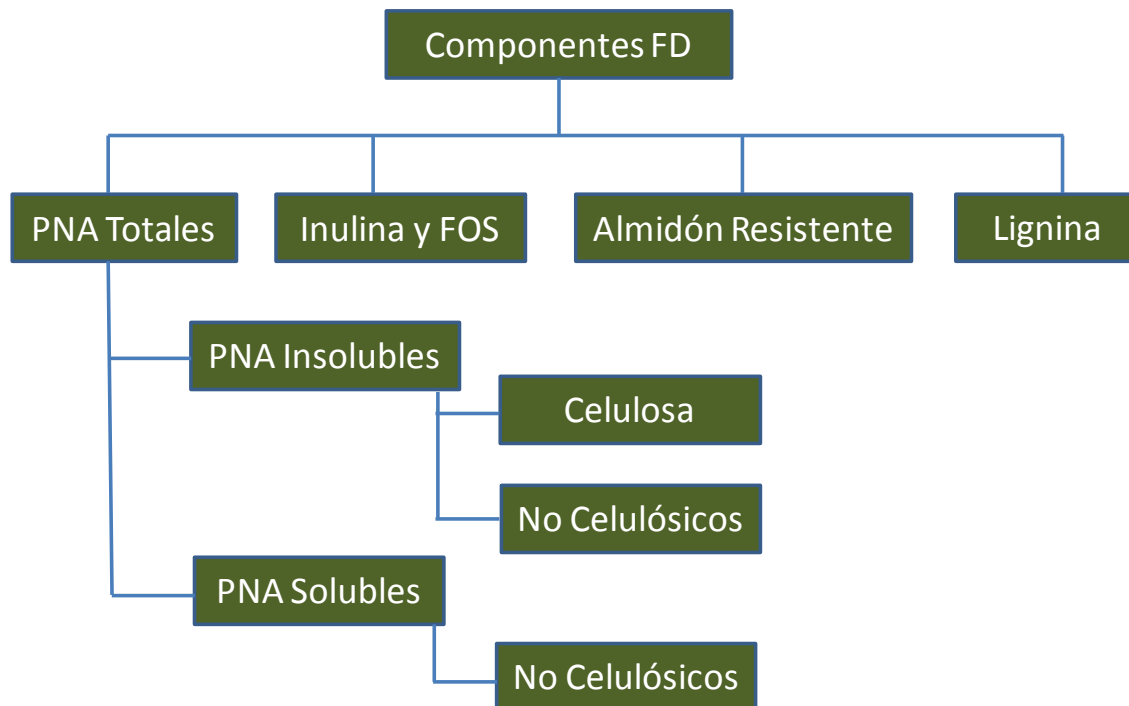 Componentes FD
PNA Totales
Inulina y FOS
Almidón Resistente
Lignina
PNA Insolubles
Celulosa
No Celulósicos
PNA Solubles
No Celulósicos